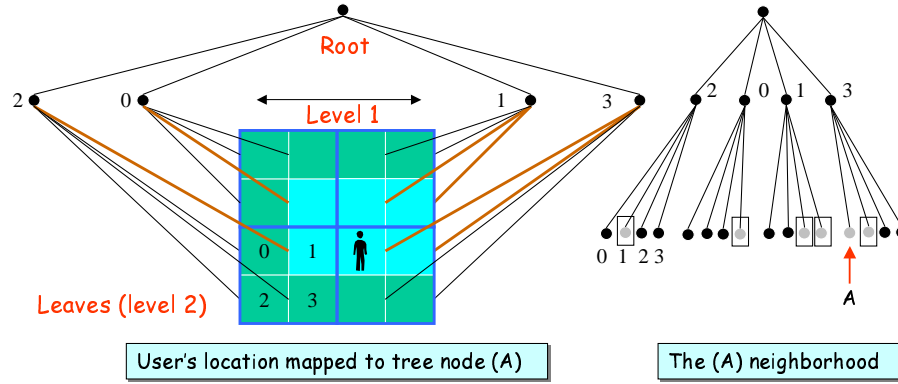 Root
2 0 1 3
Level 1
0 1
2 3
Leaves (level 2)
User's location mapped to tree node (A)
2 0 1 3
0 1 2 3
A
The (A) neighborhood